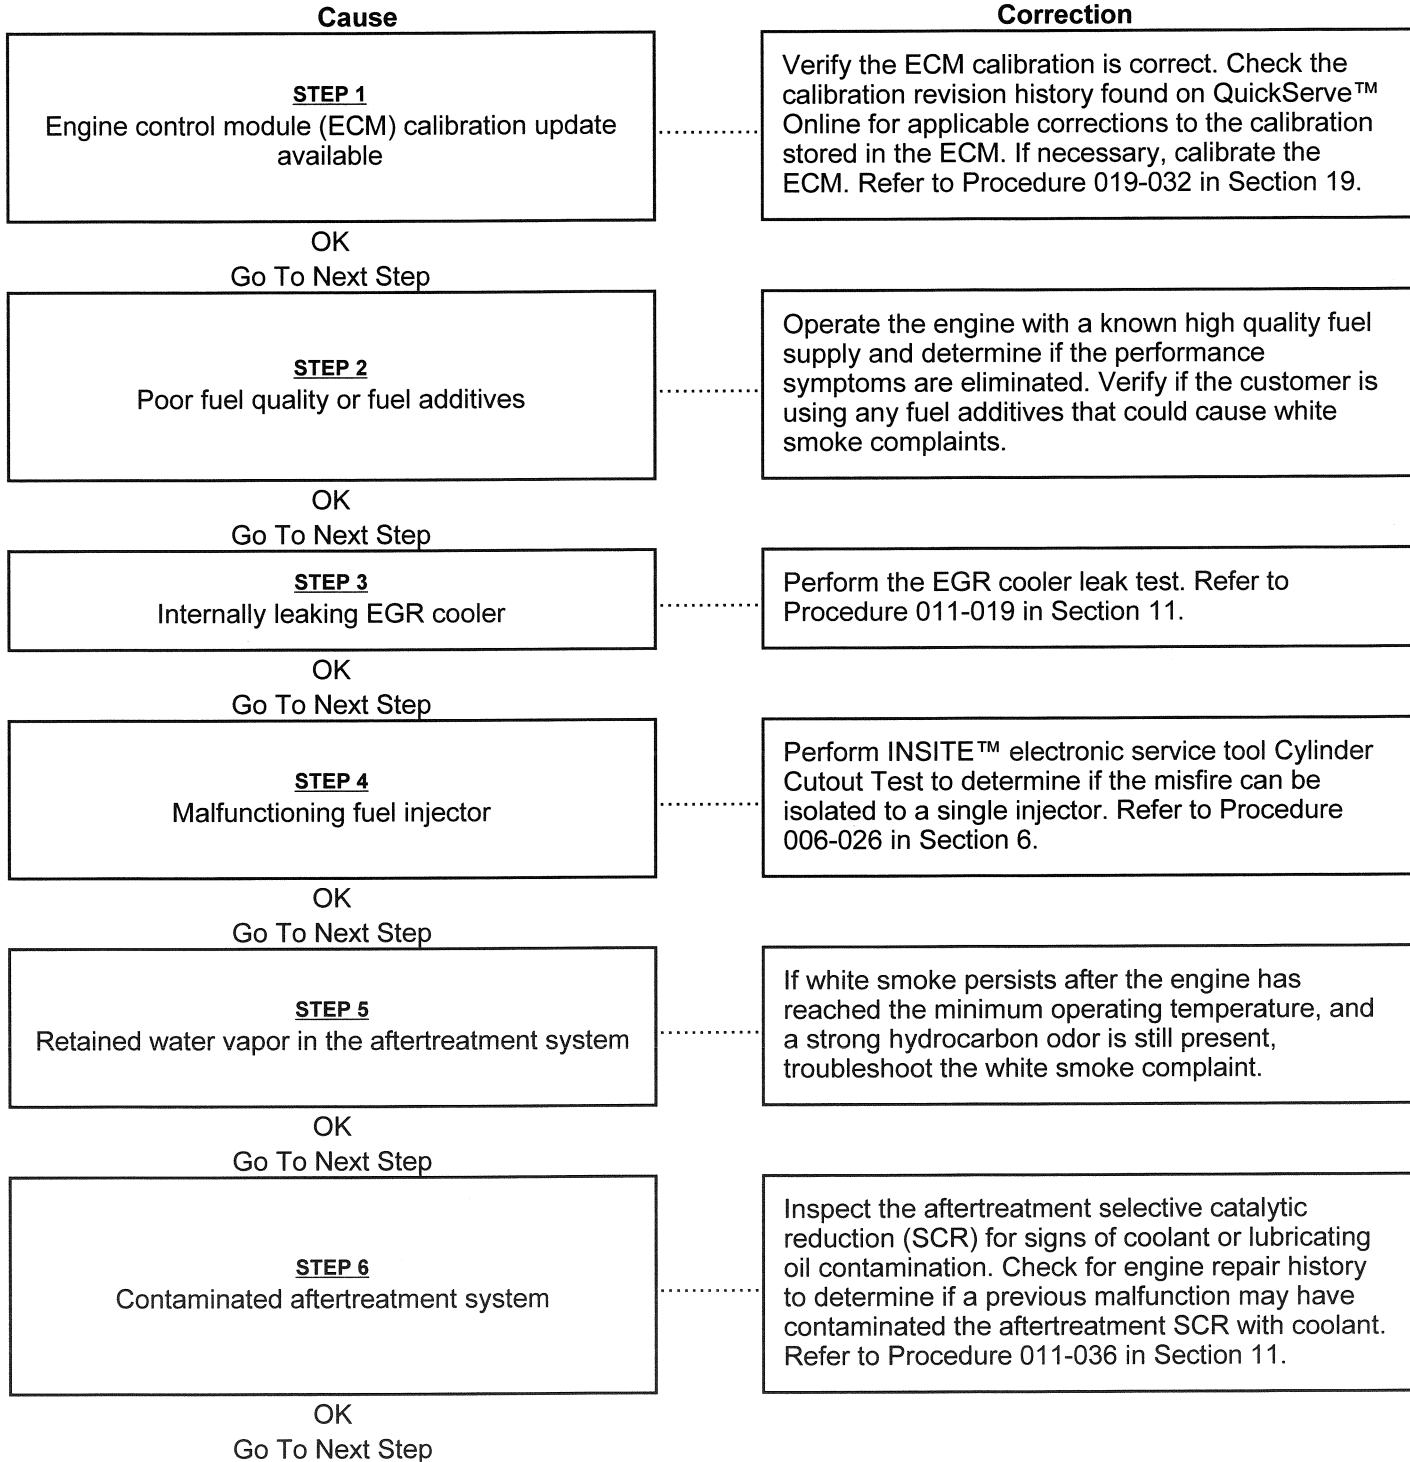 Cause
Correction
STEP 1
Engine control module (ECM) calibration update
available
Verify the ECM calibration is correct. Check the
calibration revision history found on QuickServe™
Online for applicable corrections to the calibration
stored in the ECM. If necessary, calibrate the
ECM. Refer to Procedure 019-032 in Section 19.
OK
Go To Next Step
STEP 2
Poor fuel quality or fuel additives
Operate the engine with a known high quality fuel
supply and determine if the performance
symptoms are eliminated. Verify if the customer is
using any fuel additives that could cause white
smoke complaints.
OK
Go To Next Step
STEP 3
Internally leaking EGR cooler
Perform the EGR cooler leak test. Refer to
Procedure 011-019 in Section 11.
OK
Go To Next Step
STEP 4
Malfunctioning fuel injector
Perform INSITE™ electronic service tool Cylinder
Cutout Test to determine if the misfire can be
isolated to a single injector. Refer to Procedure
006-026 in Section 6.
OK
Go To Next Step
STEP 5
Retained water vapor in the aftertreatment system
If white smoke persists after the engine has
reached the minimum operating temperature, and
a strong hydrocarbon odor is still present,
troubleshoot the white smoke complaint.
OK
Go To Next Step
STEP 6
Contaminated aftertreatment system
Inspect the aftertreatment selective catalytic
reduction (SCR) for signs of coolant or lubricating
oil contamination. Check for engine repair history
to determine if a previous malfunction may have
contaminated the aftertreatment SCR with coolant.
Refer to Procedure 011-036 in Section 11.
OK
Go To Next Step